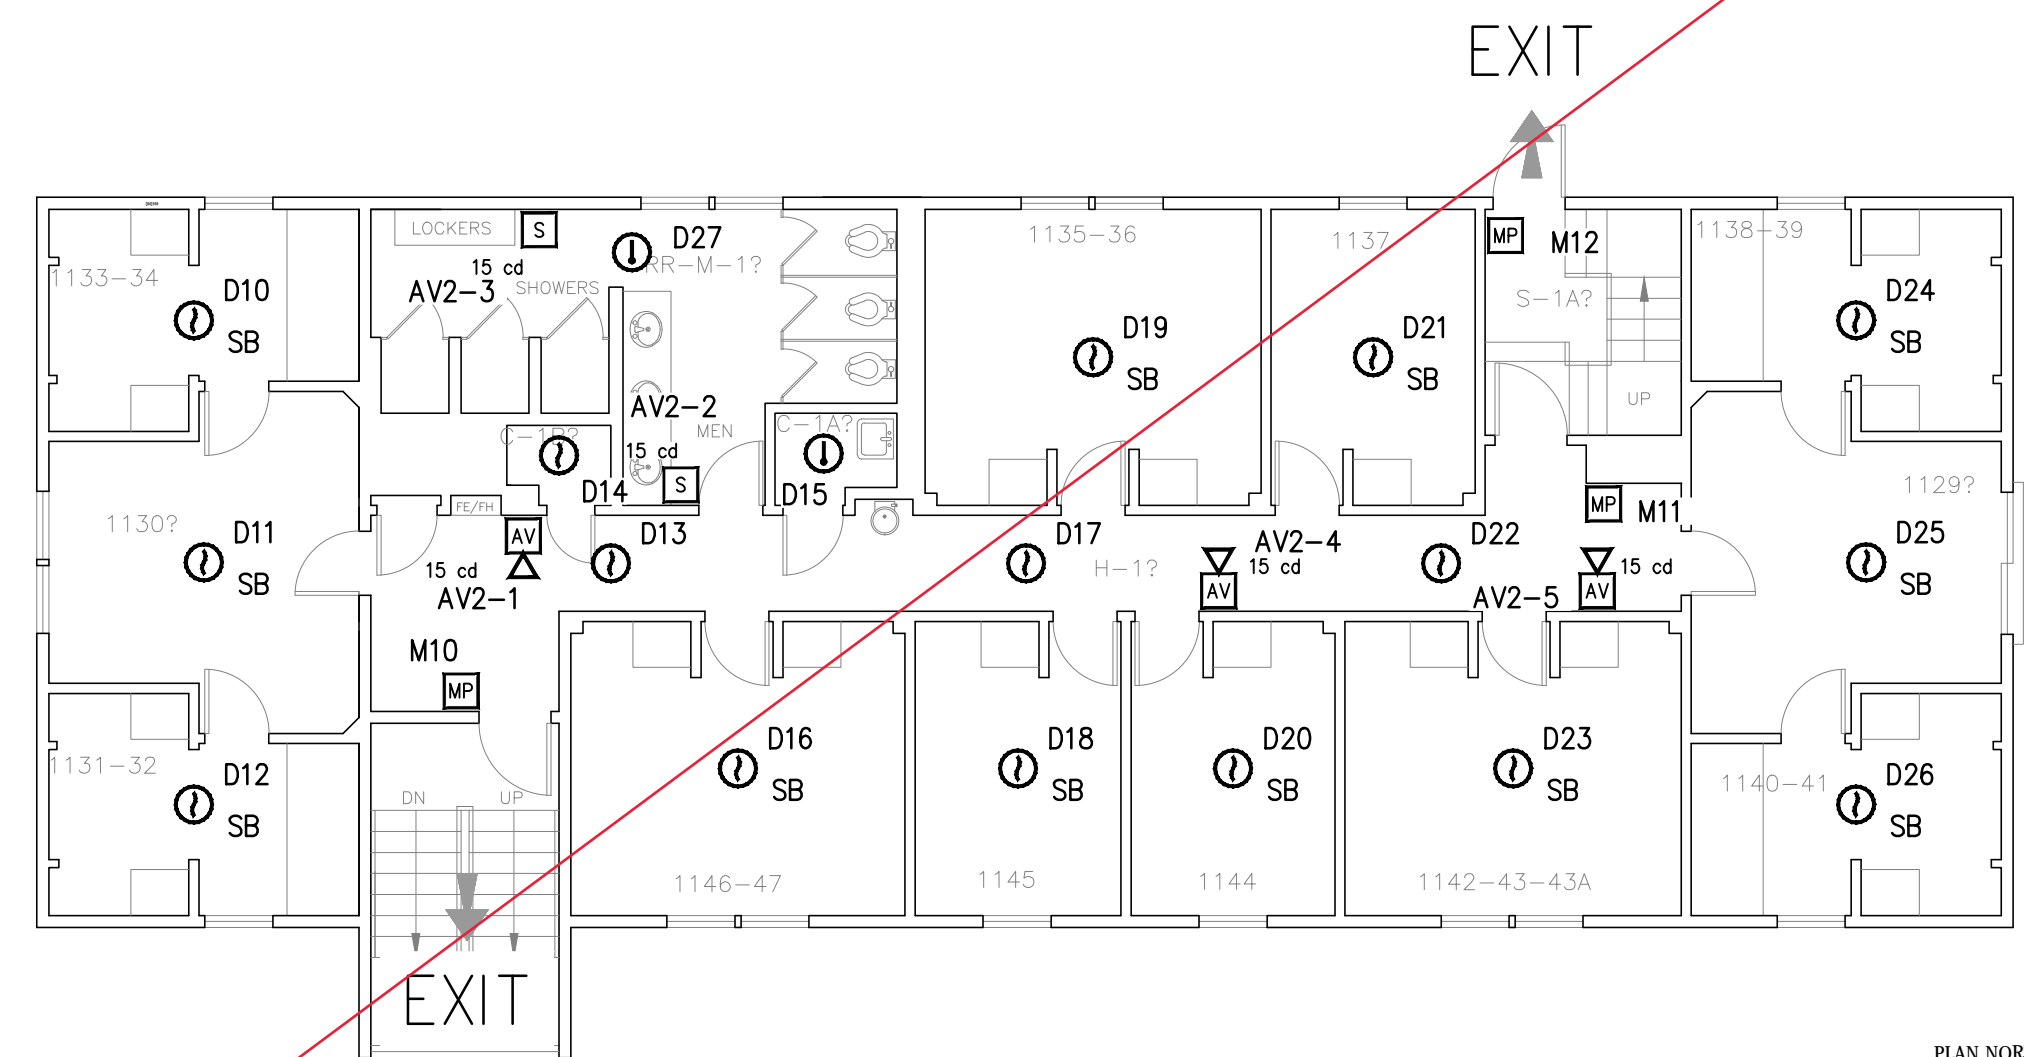 EXIT
LOCKERS
S
D27
RR-M-1?
15 cd
AV2-3
SHOWERS
1133-34
D10
SB
1135-36
1137
MP
M12
S-1A?
1138-39
D24
SB
D19
SB
D21
SB
UP
AV2-2
MEN
C-1A?
C-1B?
15 cd
S
D14
D15
FE/FH
1130?
D11
SB
AV
15 cd
AV2-1
D13
D17
H-1?
AV2-4
15 cd
AV
D22
AV2-5
MP
M11
15 cd
AV
1129?
D25
SB
M10
MP
1131-32
D12
SB
DN
UP
D16
SB
1146-47
D18
SB
1145
D20
SB
1144
D23
SB
1142-43-43A
1140-41
D26
SB
EXIT
PLAN NOR